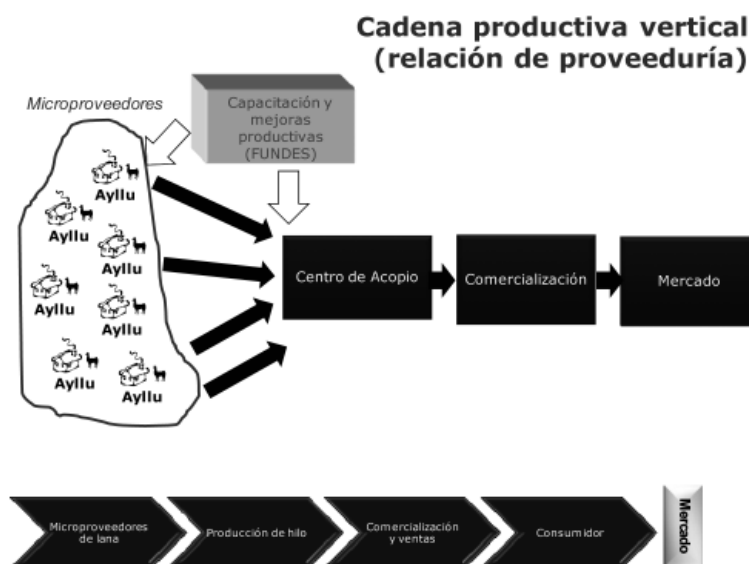 Cadena productiva vertical
(relación de proveeduría)
Microproveedores
Capacitación y
mejoras
productivas
(FUNDES)
Ayllu
Ayllu
Ayllu
Ayllu
Ayllu
Ayllu
Ayllu
Centro de Acopio
Comercialización
Mercado
Microproveedores
de lana
Producción de hilo
Comercialización
y ventas
Consumidor
Mercado